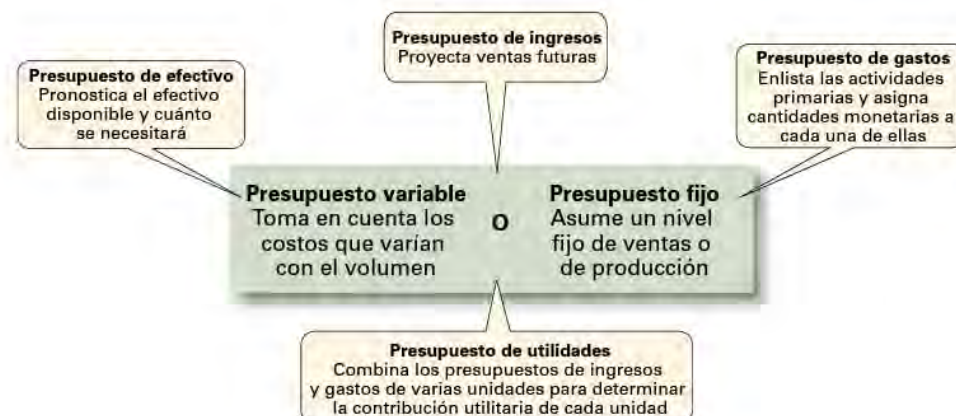 Presupuesto de ingresos
Proyecta ventas futuras
Presupuesto de efectivo
Pronostica el efectivo
disponible y cuánto
se necesitará
Presupuesto de gastos
Enlista las actividades
primarias y asigna
cantidades monetarias a
cada una de ellas
Presupuesto variable
Toma en cuenta los
costos que varían
con el volumen
O
Presupuesto fijo
Asume un nivel
fijo de ventas o
de producción
Presupuesto de utilidades
Combina los presupuestos de ingresos
y gastos de varias unidades para determinar
la contribución utilitaria de cada unidad